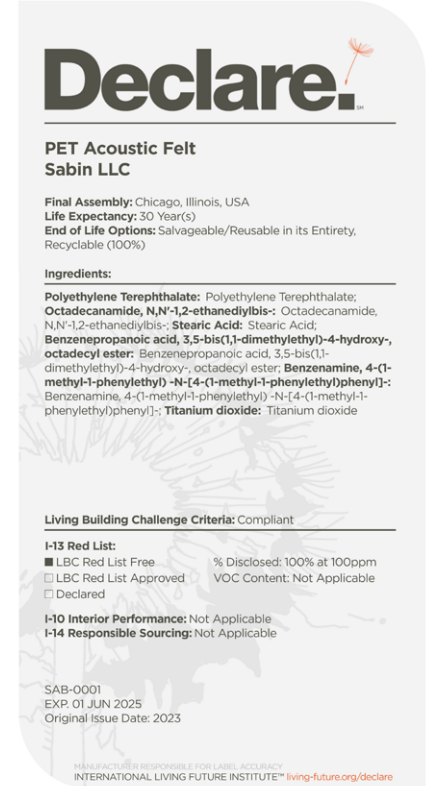 Declare.
SM
PET Acoustic Felt
Sabin LLC
Final Assembly: Chicago, Illinois, USA
Life Expectancy: 30 Year(s)
End of Life Options: Salvageable/Reusable in its Entirety,
Recyclable (100%)
Ingredients:
Polyethylene Terephthalate: Polyethylene Terephthalate;
Octadecanamide, N,N'-1,2-ethanediylbis-: Octadecanamide,
N,N'-1,2-ethanediylbis-; Stearic Acid: Stearic Acid;
Benzenepropanoic acid, 3,5-bis(1,1-dimethylethyl)-4-hydroxy-,
octadecyl ester: Benzenepropanoic acid, 3,5-bis(1,1-
dimethylethyl)-4-hydroxy-, octadecyl ester; Benzenamine, 4-(1-
methyl-1-phenylethyl) -N-[4-(1-methyl-1-phenylethyl)phenyl]-:
Benzenamine, 4-(1-methyl-1-phenylethyl) -N-[4-(1-methyl-1-
phenylethyl)phenyl]-; Titanium dioxide: Titanium dioxide
Living Building Challenge Criteria: Compliant
I-13 Red List:
LBC Red List Free % Disclosed: 100% at 100ppm
LBC Red List Approved VOC Content: Not Applicable
Declared
I-10 Interior Performance: Not Applicable
I-14 Responsible Sourcing: Not Applicable
SAB-0001
EXP. 01 JUN 2025
Original Issue Date: 2023
MANUFACTURER RESPONSIBLE FOR LABEL ACCURACY
INTERNATIONAL LIVING FUTURE INSTITUTE™ living-future.org/declare